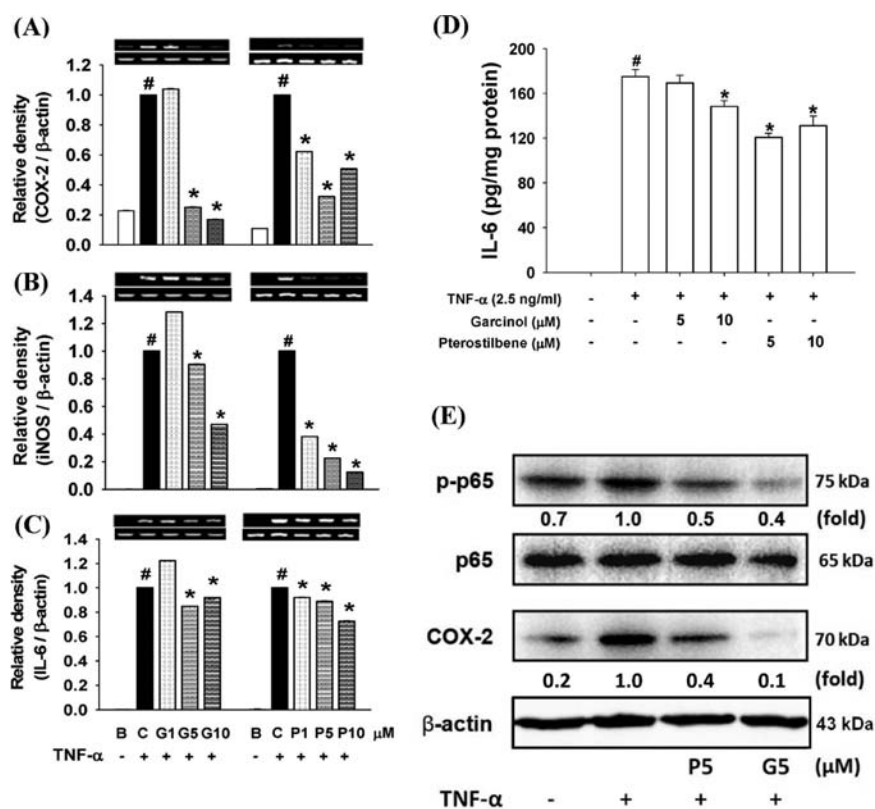 (A)
Relative density
(COX-2 / β-actin)
1.2
1.0
0.8
0.6
0.4
0.2
0.0
#
*
*
#
*
*
*
(B)
Relative density
(iNOS / β-actin)
1.4
1.2
1.0
0.8
0.6
0.4
0.2
0.0
#
*
*
#
*
*
*
(C)
Relative density
(IL-6 / β-actin)
1.4
1.2
1.0
0.8
0.6
0.4
0.2
0.0
#
*
*
#
*
*
*
B C G1 G5 G10 B C P1 P5 P10 μM
TNF-α - + + + + - + + + +
(D)
IL-6 (pg/mg protein)
200
160
120
80
40
0
#
*
*
*
TNF-α (2.5 ng/ml) - + + + + +
Garcinol (μM) - - 5 10 - -
Pterostilbene (μM) - - - - 5 10
(E)
p-p65 75 kDa
0.7 1.0 0.5 0.4 (fold)
p65 65 kDa
COX-2 70 kDa
0.2 1.0 0.4 0.1 (fold)
β-actin 43 kDa
P5 G5 (μM)
TNF-α - + + +